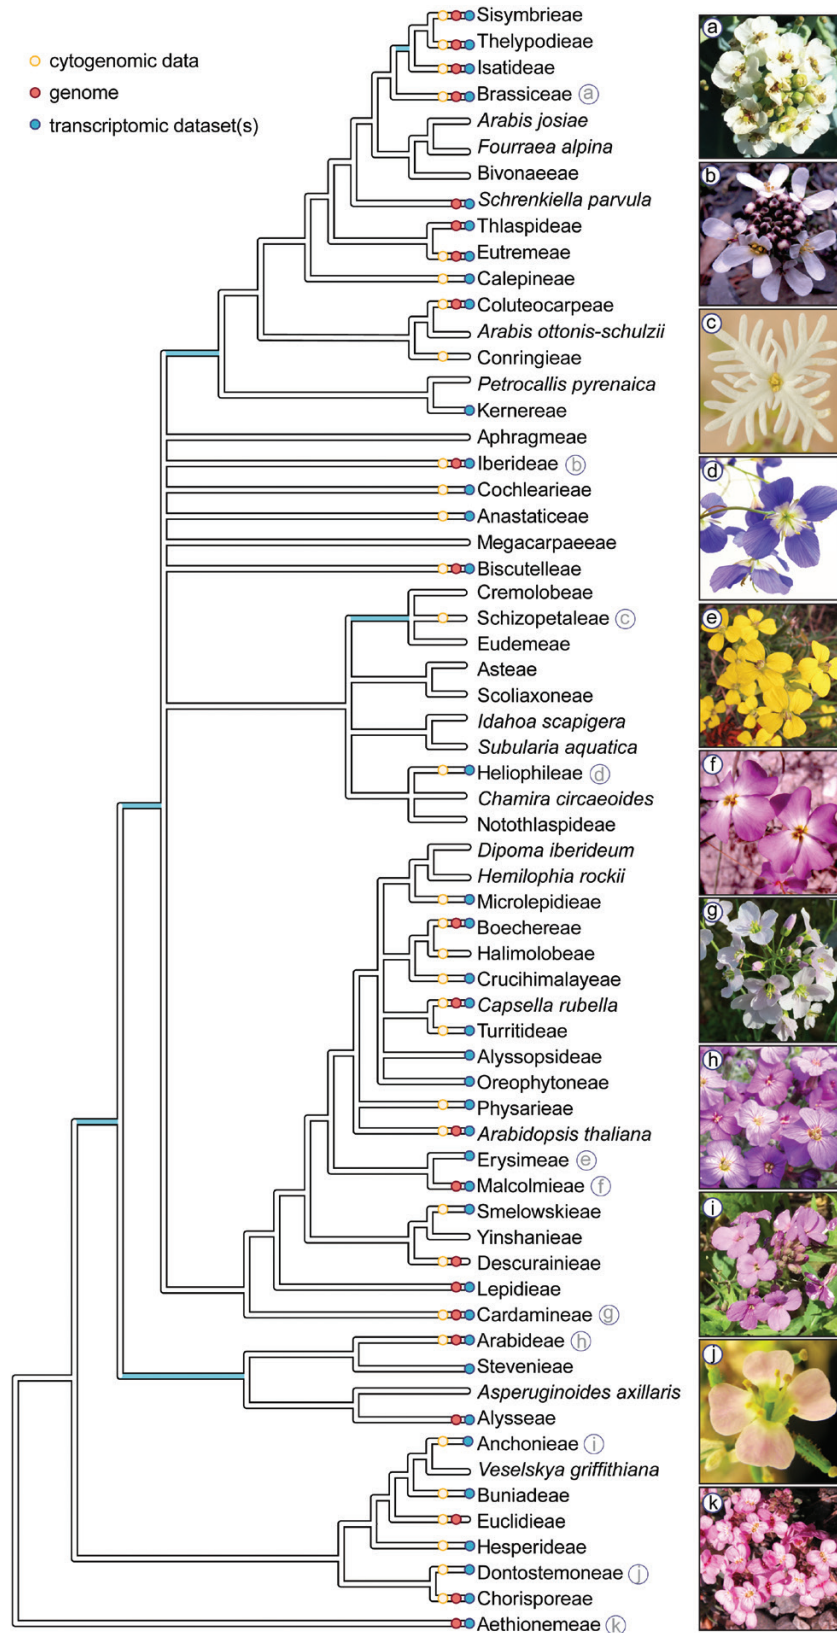 cytogenomic data
genome
transcriptomic dataset(s)
Sisymbrieae
Thelypodieae
Isatideae
Brassiceae a
Arabis josiae
Fourraea alpina
Bivonaeeae
Schrenkiella parvula
Thlaspideae
Eutremeae
Calepineae
Coluteocarpeae
Arabis ottonis-schulzii
Conringieae
Petrocallis pyrenaica
Kernereae
Aphragmeae
Iberideae b
Cochlearieae
Anastaticeae
Megacarpaeeae
Biscutelleae
Cremolobeae
Schizopetaleae c
Eudemeae
Asteae
Scoliaxoneae
Idahoa scapigera
Subularia aquatica
Heliophileae d
Chamira circaeoides
Notothlaspideae
Dipoma iberideum
Hemilophia rockii
Microlepidieae
Boechereae
Halimolobeae
Crucihimalayeae
Capsella rubella
Turritideae
Alyssopsideae
Oreophytoneae
Physarieae
Arabidopsis thaliana
Erysimeae e
Malcolmieae f
Smelowskieae
Yinshanieae
Descurainieae
Lepidieae
Cardamineae g
Arabideae h
Stevenieae
Asperuginoides axillaris
Alysseae
Anchonieae i
Veselskya griffithiana
Buniadeae
Euclidieae
Hesperideae
Dontostemoneae j
Chorisporeae
Aethionemeae k
a
b
c
d
e
f
g
h
i
j
k